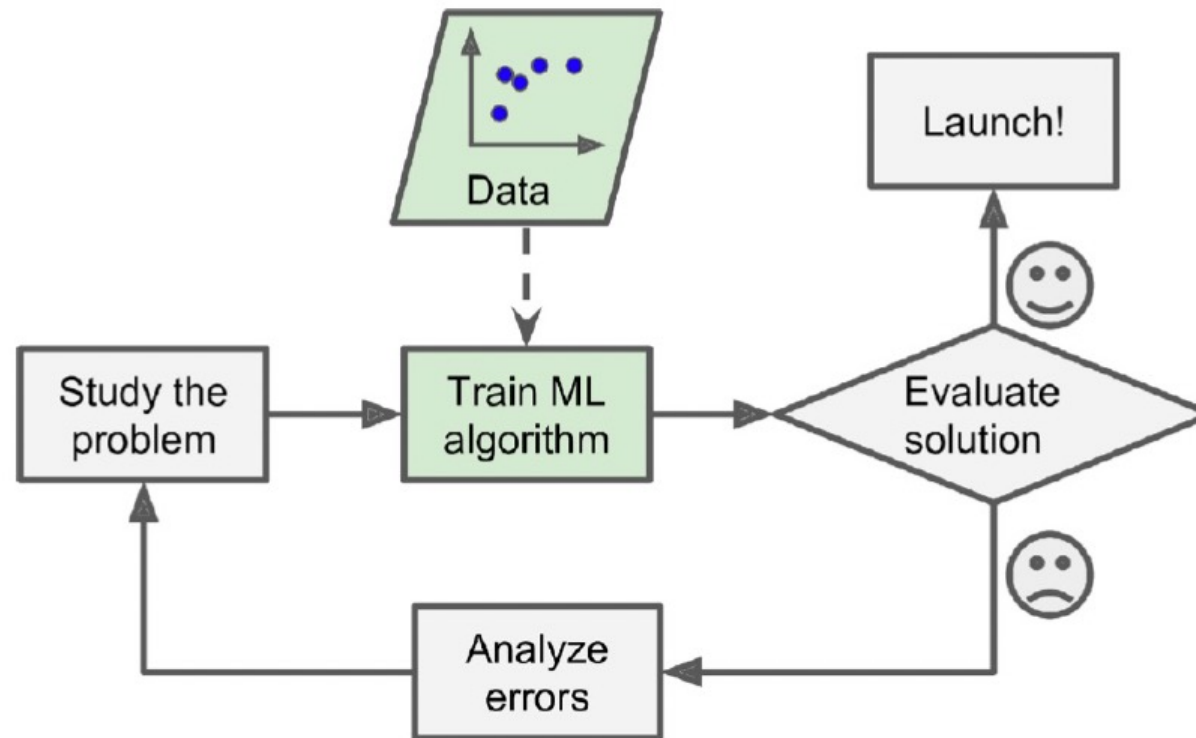 Data
Launch!
Study the
problem
Train ML
algorithm
Evaluate
solution
Analyze
errors